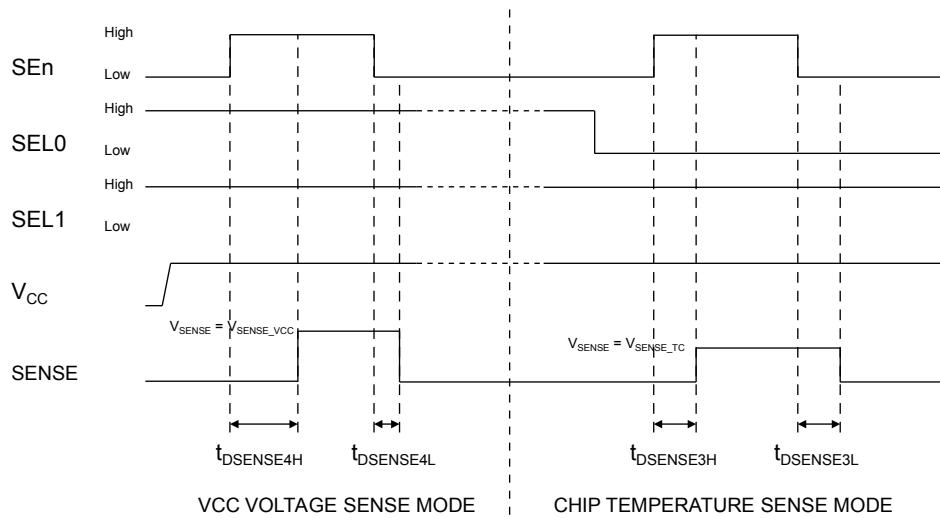 High
SEn
Low
High
SEL0
Low
High
SEL1
Low
VCC
VSENSE = VSENSE_VCC
VSENSE = VSENSE_TC
SENSE
tDSENSE4H
tDSENSE4L
tDSENSE3H
tDSENSE3L
VCC VOLTAGE SENSE MODE
CHIP TEMPERATURE SENSE MODE